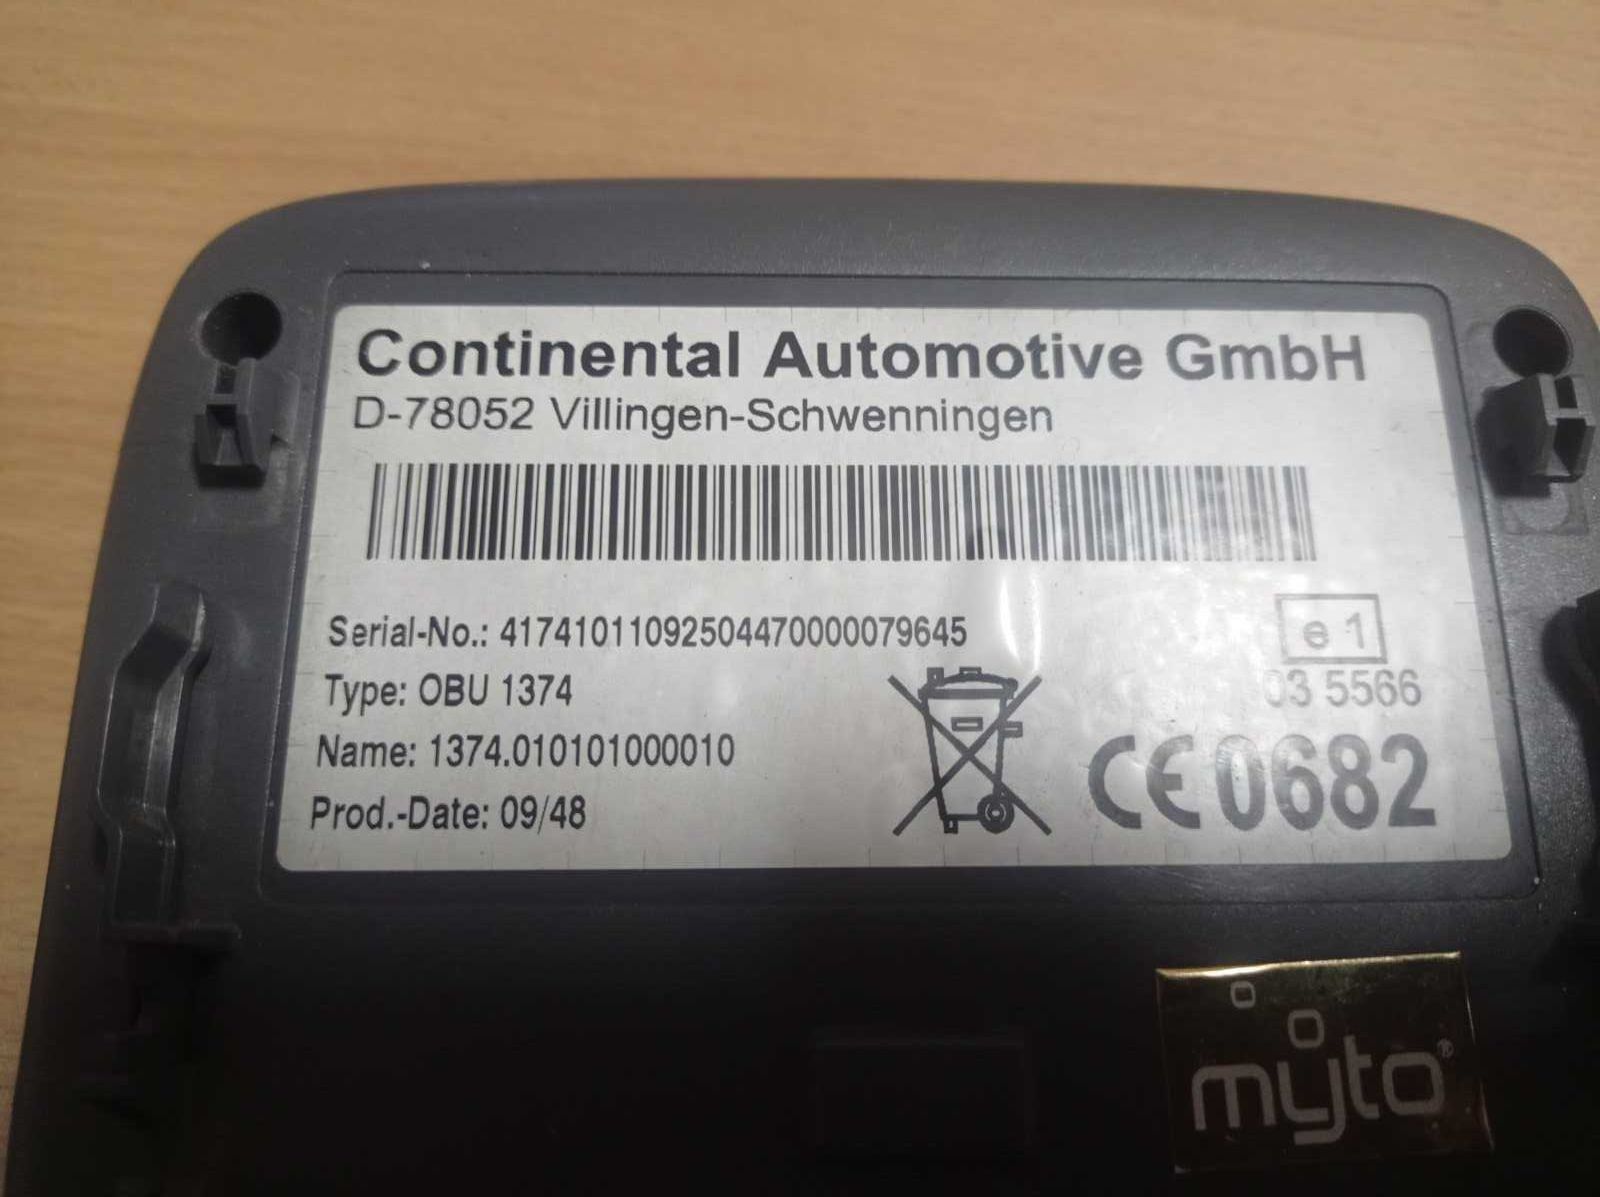 Continental Automotive GmbH
D-78052 Villingen-Schwenningen
Serial-No.: 41741011092504470000079645
Type: OBU 1374
Name: 1374.010101000010
Prod.-Date: 09/48
e 1
03 5566
CE 0682
myto®